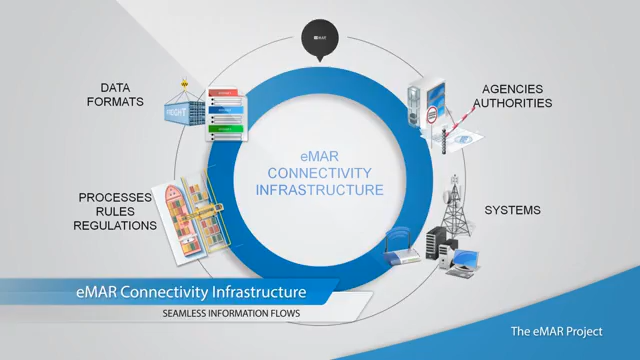 eMAR
DATA
FORMATS
AGENCIES
AUTHORITIES
FREIGHT
eMAR
CONNECTIVITY
INFRASTRUCTURE
PROCESSES
RULES
REGULATIONS
SYSTEMS
eMAR Connectivity Infrastructure
SEAMLESS INFORMATION FLOWS
The eMAR Project